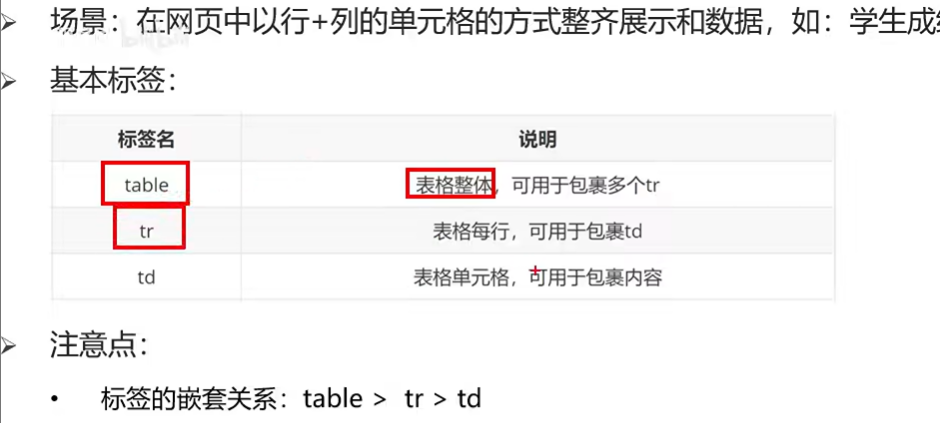 场景：在网页中以行+列的单元格的方式整齐展示和数据，如：学生成
基本标签：
标签名 说明
table 表格整体，可用于包裹多个tr
tr 表格每行，可用于包裹td
td 表格单元格，可用于包裹内容
注意点：
标签的嵌套关系：table > tr > td